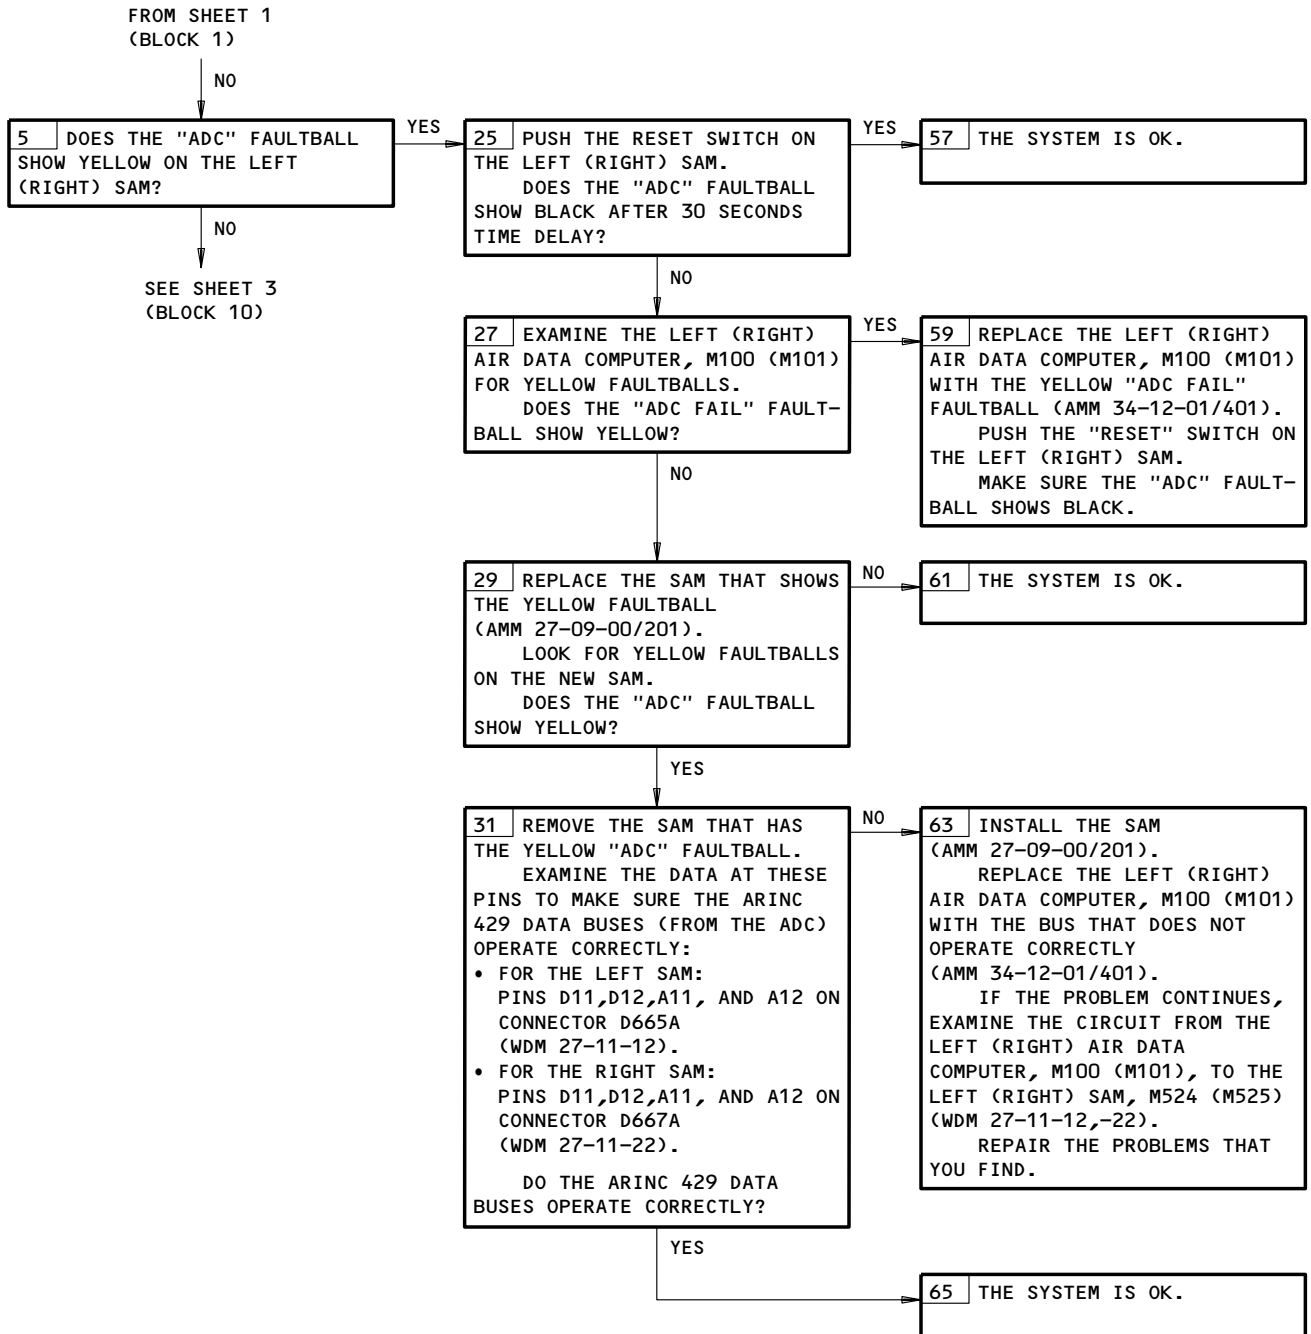 FROM SHEET 1
(BLOCK 1)
NO
5 DOES THE "ADC" FAULTBALL
SHOW YELLOW ON THE LEFT
(RIGHT) SAM?
YES
NO
SEE SHEET 3
(BLOCK 10)
25 PUSH THE RESET SWITCH ON
THE LEFT (RIGHT) SAM.
DOES THE "ADC" FAULTBALL
SHOW BLACK AFTER 30 SECONDS
TIME DELAY?
YES
57 THE SYSTEM IS OK.
NO
27 EXAMINE THE LEFT (RIGHT)
AIR DATA COMPUTER, M100 (M101)
FOR YELLOW FAULTBALLS.
DOES THE "ADC FAIL" FAULT-
BALL SHOW YELLOW?
YES
59 REPLACE THE LEFT (RIGHT)
AIR DATA COMPUTER, M100 (M101)
WITH THE YELLOW "ADC FAIL"
FAULTBALL (AMM 34-12-01/401).
PUSH THE "RESET" SWITCH ON
THE LEFT (RIGHT) SAM.
MAKE SURE THE "ADC" FAULT-
BALL SHOWS BLACK.
NO
29 REPLACE THE SAM THAT SHOWS
THE YELLOW FAULTBALL
(AMM 27-09-00/201).
LOOK FOR YELLOW FAULTBALLS
ON THE NEW SAM.
DOES THE "ADC" FAULTBALL
SHOW YELLOW?
NO
61 THE SYSTEM IS OK.
YES
31 REMOVE THE SAM THAT HAS
THE YELLOW "ADC" FAULTBALL.
EXAMINE THE DATA AT THESE
PINS TO MAKE SURE THE ARINC
429 DATA BUSES (FROM THE ADC)
OPERATE CORRECTLY:
• FOR THE LEFT SAM:
PINS D11,D12,A11, AND A12 ON
CONNECTOR D665A
(WDM 27-11-12).
• FOR THE RIGHT SAM:
PINS D11,D12,A11, AND A12 ON
CONNECTOR D667A
(WDM 27-11-22).
DO THE ARINC 429 DATA
BUSES OPERATE CORRECTLY?
NO
63 INSTALL THE SAM
(AMM 27-09-00/201).
REPLACE THE LEFT (RIGHT)
AIR DATA COMPUTER, M100 (M101)
WITH THE BUS THAT DOES NOT
OPERATE CORRECTLY
(AMM 34-12-01/401).
IF THE PROBLEM CONTINUES,
EXAMINE THE CIRCUIT FROM THE
LEFT (RIGHT) AIR DATA
COMPUTER, M100 (M101), TO THE
LEFT (RIGHT) SAM, M524 (M525)
(WDM 27-11-12,-22).
REPAIR THE PROBLEMS THAT
YOU FIND.
YES
65 THE SYSTEM IS OK.